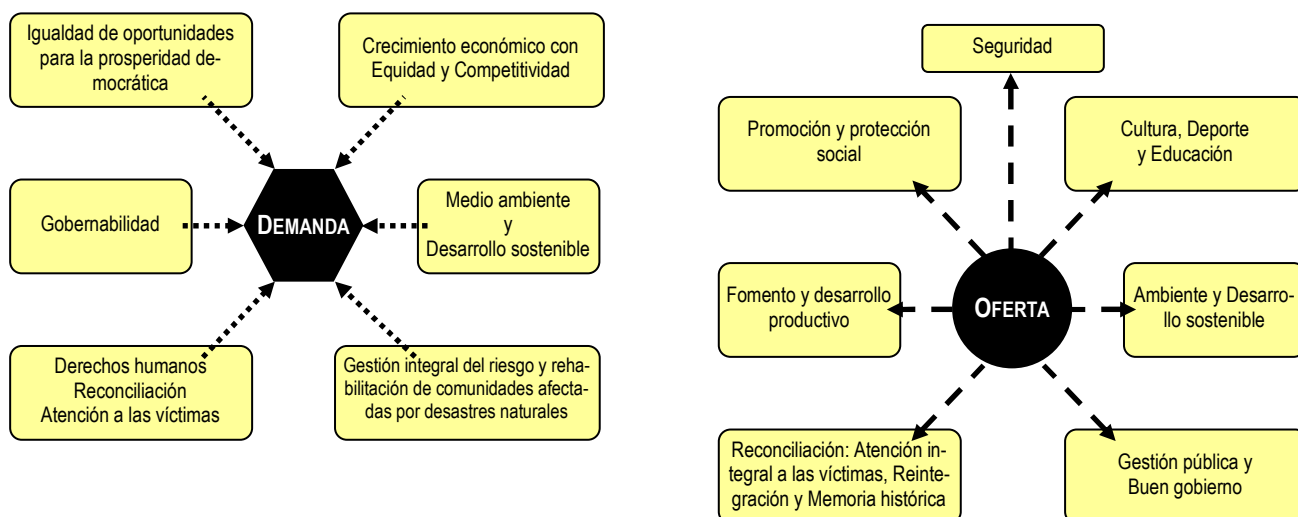 Igualdad de oportunidades
para la prosperidad de-
mocrática
Crecimiento económico con
Equidad y Competitividad
Gobernabilidad
DEMANDA
Medio ambiente
y
Desarrollo sostenible
Derechos humanos
Reconciliación
Atención a las víctimas
Gestión integral del riesgo y reha-
bilitación de comunidades afecta-
das por desastres naturales
Seguridad
Promoción y protección
social
Cultura, Deporte
y Educación
Fomento y desarrollo
productivo
OFERTA
Ambiente y Desarro-
llo sostenible
Reconciliación: Atención in-
tegral a las víctimas, Reinte-
gración y Memoria histórica
Gestión pública y
Buen gobierno